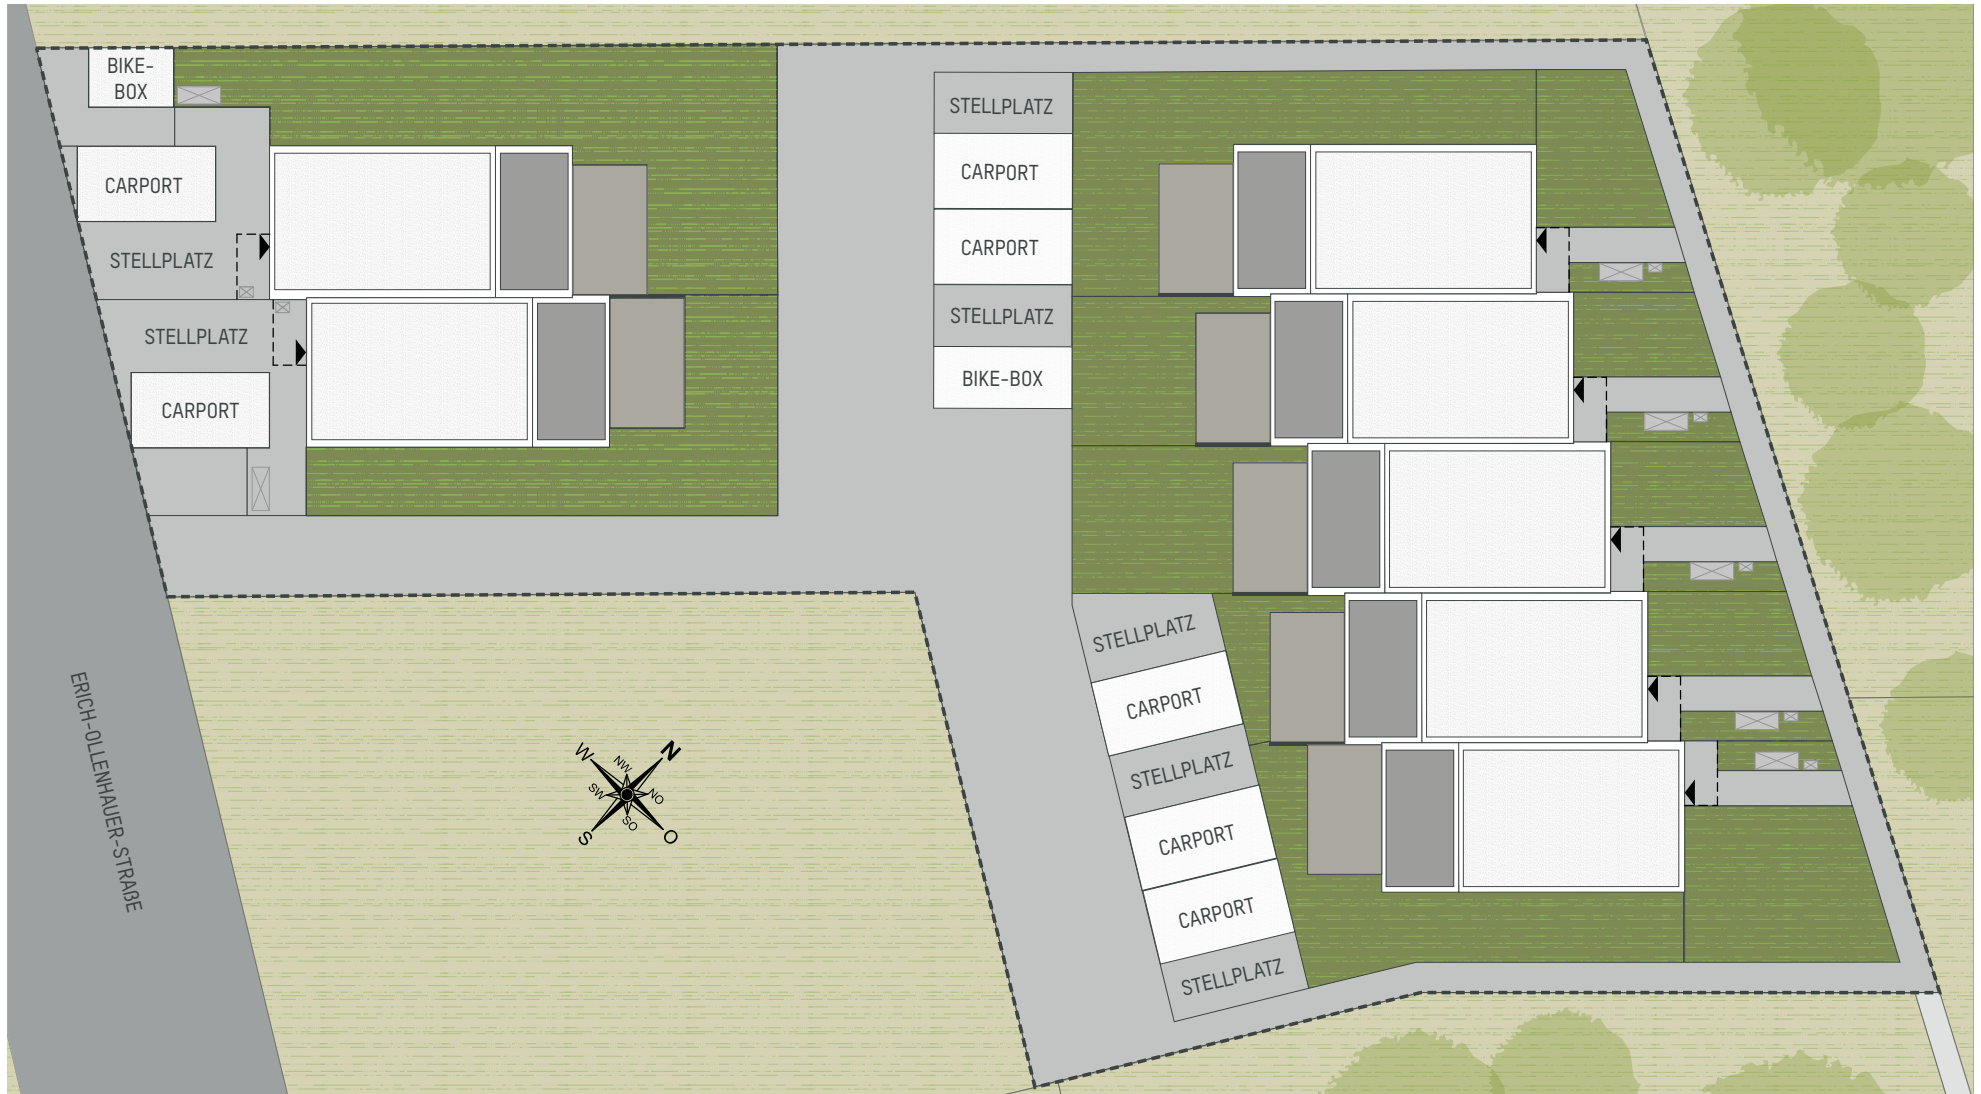 BIKE-
BOX
CARPORT
STELLPLATZ
STELLPLATZ
CARPORT
STELLPLATZ
CARPORT
CARPORT
STELLPLATZ
BIKE-BOX
STELLPLATZ
CARPORT
STELLPLATZ
CARPORT
CARPORT
STELLPLATZ
ERICH-OLLENHAUER-STRAßE
W
NW
N
SW
NO
S
SO
O